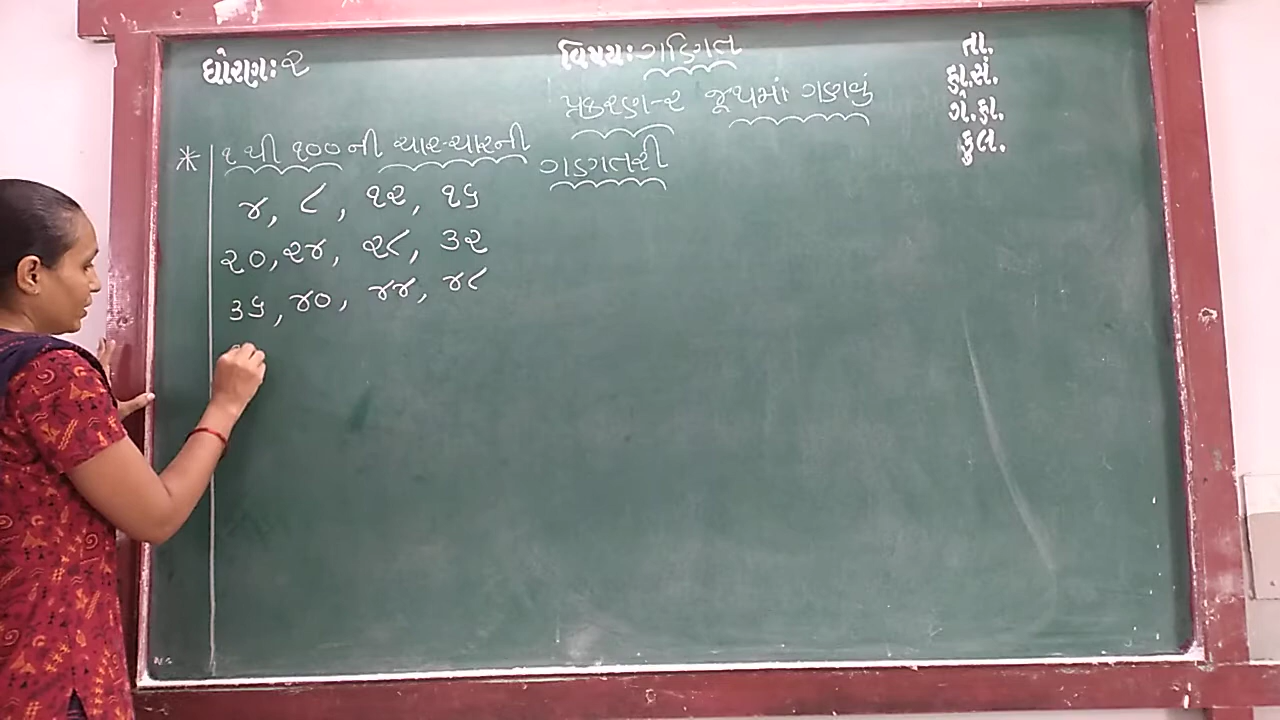 ધોરણઃ ૨
વિષયઃ ગણિત
તા.
હા.સં.
ગે.હા.
કુલ.
પ્રકરણ-૨ જૂથમાં ગણવું
* ૧ થી ૧૦૦ ની ચાર-ચારની ગણતરી
૪, ૮, ૧૨, ૧૬
૨૦, ૨૪, ૨૮, ૩૨
૩૬, ૪૦, ૪૪, ૪૮